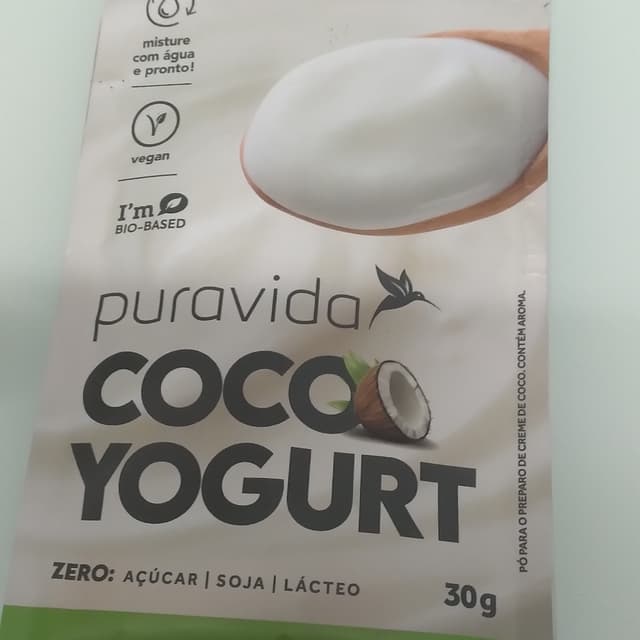 misture
com água
e pronto!
vegan
I'm
BIO-BASED
puravida
COCO
YOGURT
ZERO: AÇÚCAR | SOJA | LÁCTEO
30g
PÓ PARA O PREPARO DE CREME DE COCO. CONTÉM AROMA.